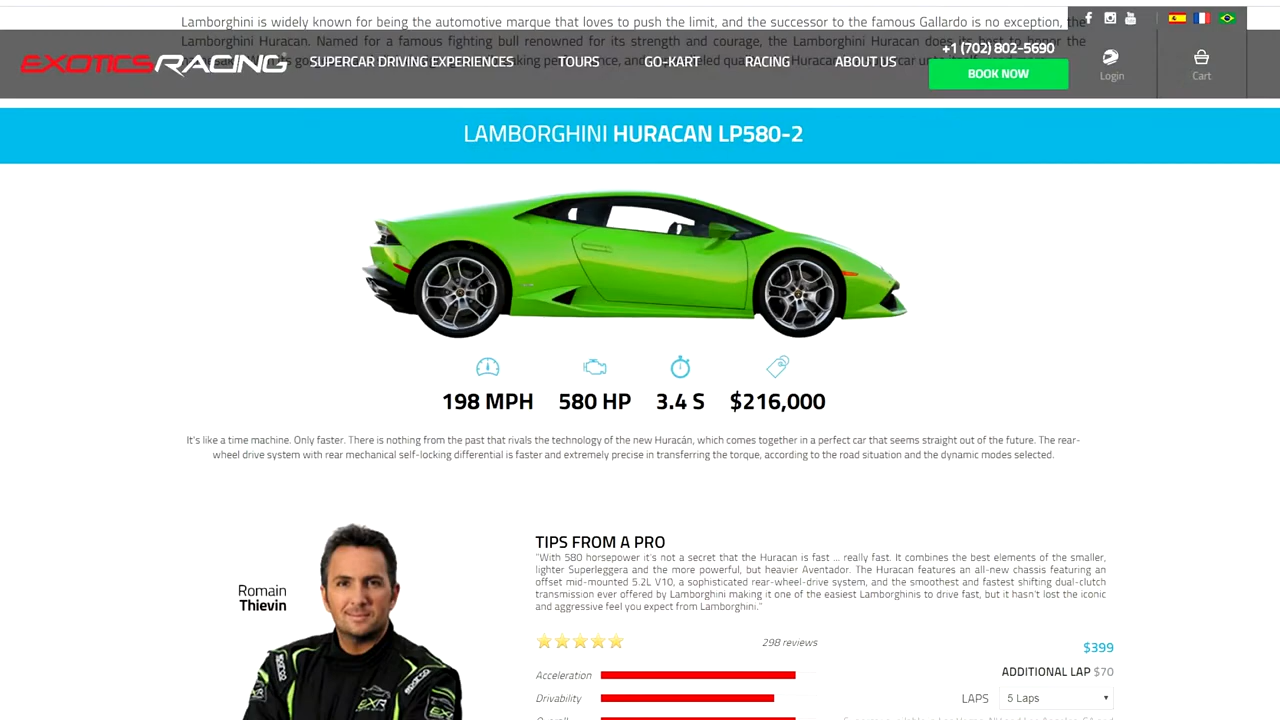 Lamborghini is widely known for being the automotive marque that loves to push the limit, and the successor to the famous Gallardo is no exception, the
Lamborghini Huracan. Named for a famous fighting bull renowned for its strength and courage, the Lamborghini Huracan does its best to honor the
EXOTICSRACING
SUPERCAR DRIVING EXPERIENCES
TOURS
GO-KART
RACING
ABOUT US
+1 (702) 802-5690
BOOK NOW
Login
Cart
LAMBORGHINI HURACAN LP580-2
198 MPH 580 HP 3.4 S $216,000
It's like a time machine. Only faster. There is nothing from the past that rivals the technology of the new Huracán, which comes together in a perfect car that seems straight out of the future. The rear-
wheel drive system with rear mechanical self-locking differential is faster and extremely precise in transferring the torque, according to the road situation and the dynamic modes selected.
Romain
Thievin
TIPS FROM A PRO
"With 580 horsepower it's not a secret that the Huracan is fast ... really fast. It combines the best elements of the smaller,
lighter Superleggera and the more powerful, but heavier Aventador. The Huracan features an all-new chassis featuring an
offset mid-mounted 5.2L V10, a sophisticated rear-wheel-drive system, and the smoothest and fastest shifting dual-clutch
transmission ever offered by Lamborghini making it one of the easiest Lamborghinis to drive fast, but it hasn't lost the iconic
and aggressive feel you expect from Lamborghini."
298 reviews
$399
Acceleration
ADDITIONAL LAP $70
Drivability
LAPS 5 Laps
Overall